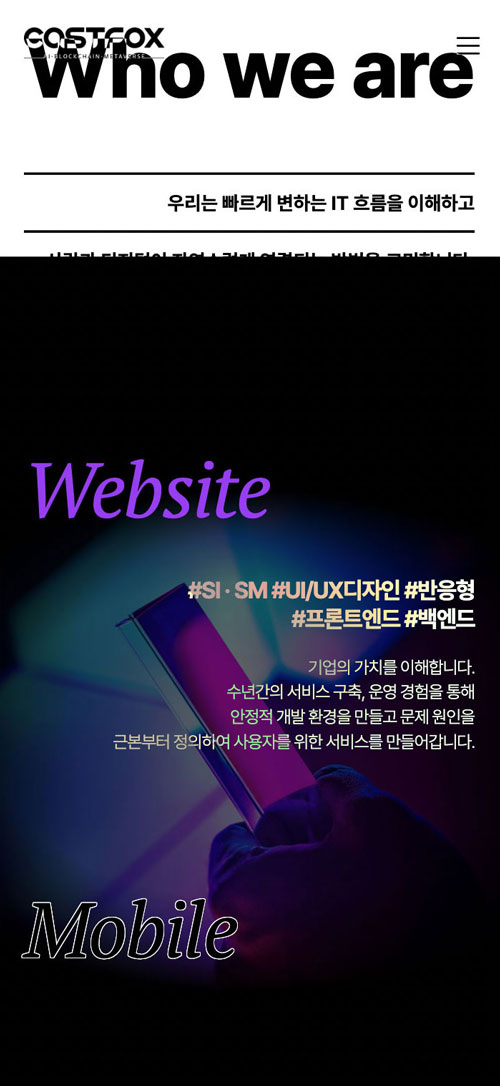 CASTFOX
AI·BLOCKCHAIN·METAVERSE
Who we are
우리는 빠르게 변하는 IT 흐름을 이해하고
Website
#SI · SM #UI/UX디자인 #반응형
#프론트엔드 #백엔드
기업의 가치를 이해합니다.
수년간의 서비스 구축, 운영 경험을 통해
안정적 개발 환경을 만들고 문제 원인을
근본부터 정의하여 사용자를 위한 서비스를 만들어갑니다.
Mobile